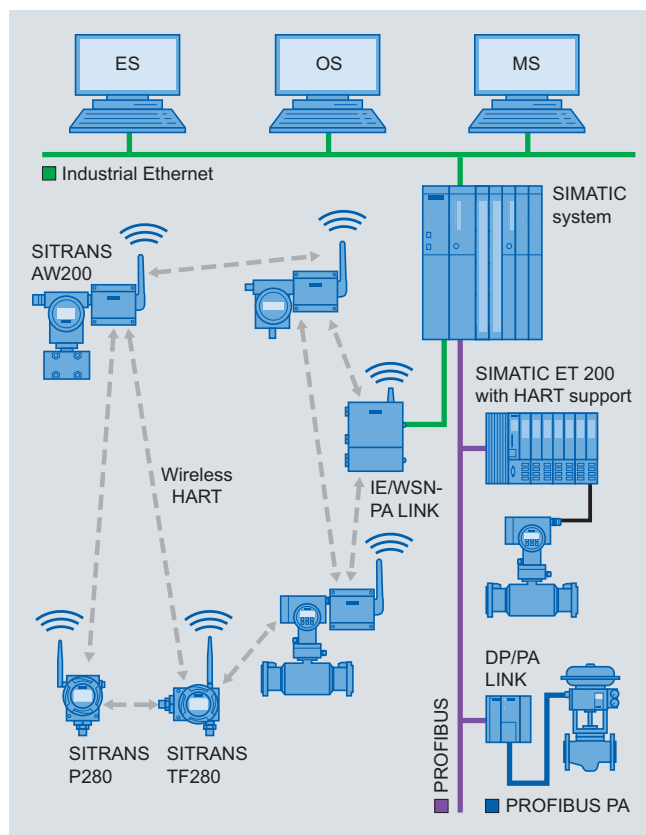 ES
OS
MS
Industrial Ethernet
SIMATIC
system
SITRANS
AW200
SIMATIC ET 200
with HART support
Wireless
HART
IE/WSN-
PA LINK
DP/PA
LINK
SITRANS
P280
SITRANS
TF280
PROFIBUS
PROFIBUS PA